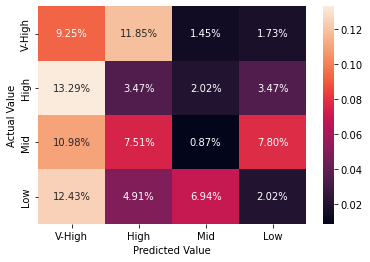 V-High 9.25% 11.85% 1.45% 1.73%
High 13.29% 3.47% 2.02% 3.47%
Mid 10.98% 7.51% 0.87% 7.80%
Low 12.43% 4.91% 6.94% 2.02%
V-High High Mid Low
Predicted Value
Actual Value
0.12
0.10
0.08
0.06
0.04
0.02